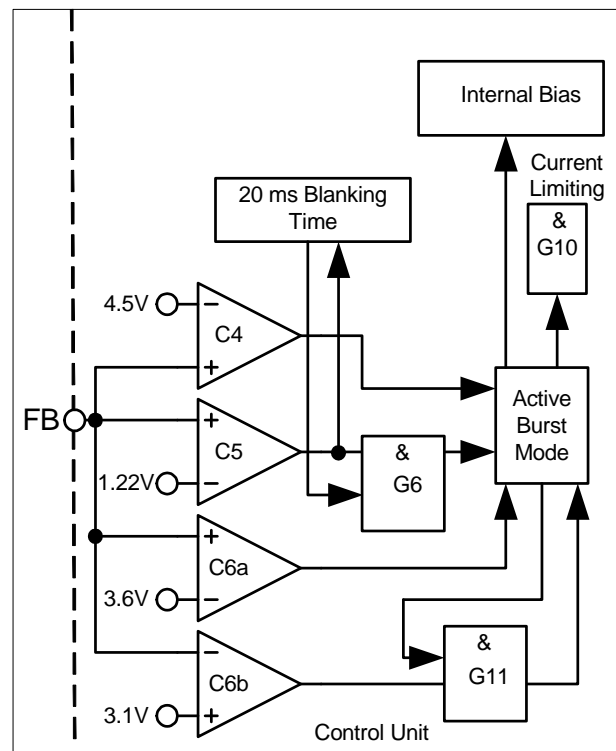 Internal Bias
Current
Limiting
20 ms Blanking
Time
&
G10
4.5V
−
C4
+
FB
+
C5
1.22V
−
&
G6
Active
Burst
Mode
+
C6a
3.6V
−
−
C6b
3.1V
+
&
G11
Control Unit